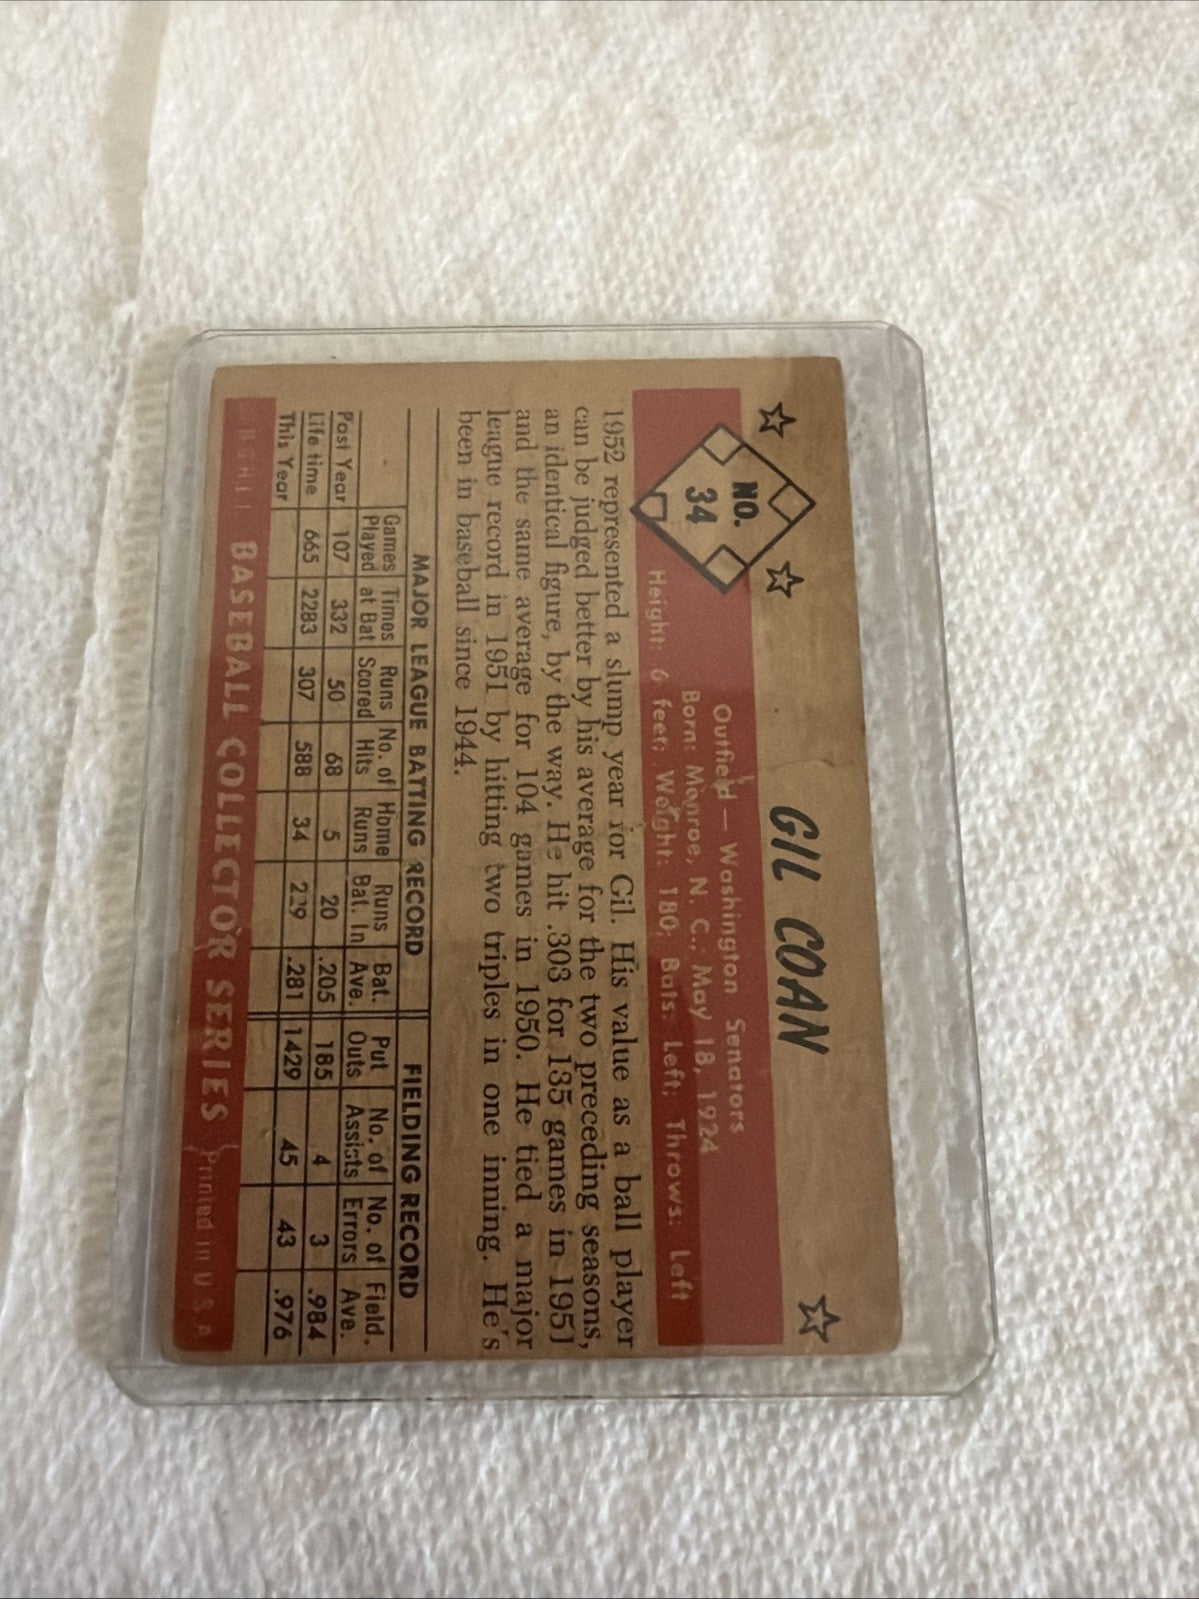 GIL COAN
NO.
34
Outfield — Washington Senators
Born: Monroe, N. C.; May 18, 1924
Height: 6 feet; Weight: 180; Bats: Left; Throws: Left
1952 represented a slump year for Gil. His value as a ball player
can be judged better by his average for the two preceding seasons,
an identical figure, by the way. He hit .303 for 135 games in 1951
and the same average for 104 games in 1950. He tied a major
league record in 1951 by hitting two triples in one inning. He's
been in baseball since 1944.
MAJOR LEAGUE BATTING RECORD FIELDING RECORD
Games Times Runs No. of Home Runs Bat. Put No. of No. of Field.
Played at Bat Scored Hits Runs Bat. In Ave. Outs Assists Errors Ave.
Past Year 107 332 50 68 5 20 .205 185 4 3 .984
Life time 665 2283 307 588 34 229 .281 1429 45 43 .976
This Year
BASEBALL COLLECTOR SERIES Printed in U.S.A.